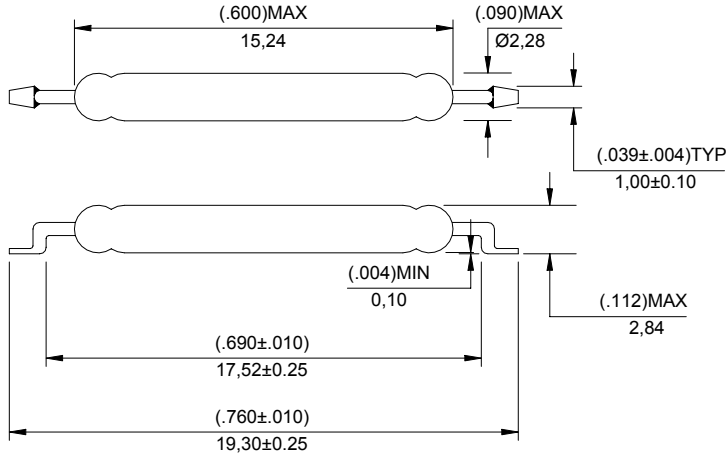 (.600)MAX
15,24
(.090)MAX
Ø2,28
(.039±.004)TYP
1,00±0.10
(.004)MIN
0,10
(.112)MAX
2,84
(.690±.010)
17,52±0.25
(.760±.010)
19,30±0.25